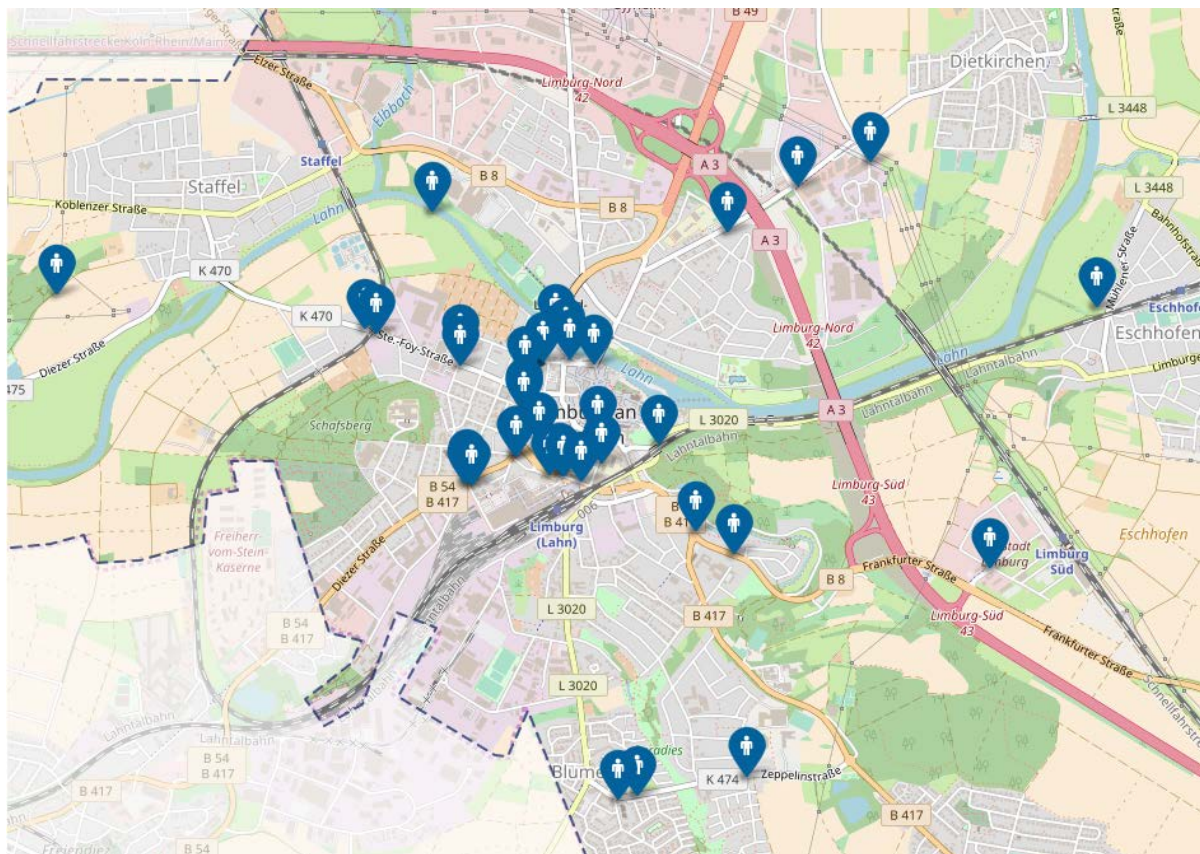 B 49
Schnellfahrstrecke Köln-Rhein/Main
Elzer Straße
Elbbach
Limburg-Nord
42
Dietkirchen
L 3448
A 3
Staffel
Staffel
B 8
L 3448
Koblenzer Straße
Lahn
B 8
Bahnhofstraße
A 3
Mühlener Straße
K 470
K 470
Ste.-Foy-Straße
Diezer Straße
Limburg-Nord
42
Eschhofen
Lahn
Lahn
Lahntalbahn
Schafsberg
A 3
L 3020
Lahntalbahn
Lahntalbahn
B 54
B 417
Limburg-Süd
43
Limburg
(Lahn)
Freiherr-
vom-Stein-
Kaserne
Diezer Straße
Eschhofen
Limburg
Süd
Frankfurter Straße
B 8
L 3020
B 417
Limburg-Süd
43
B 54
B 417
Lahntalbahn
Frankfurter Straße
L 3020
Lahntalbahn
Lahntalbahn
B 54
B 417
K 474
Zeppelinstraße
B 417
B 417
B 54
Freiendiez